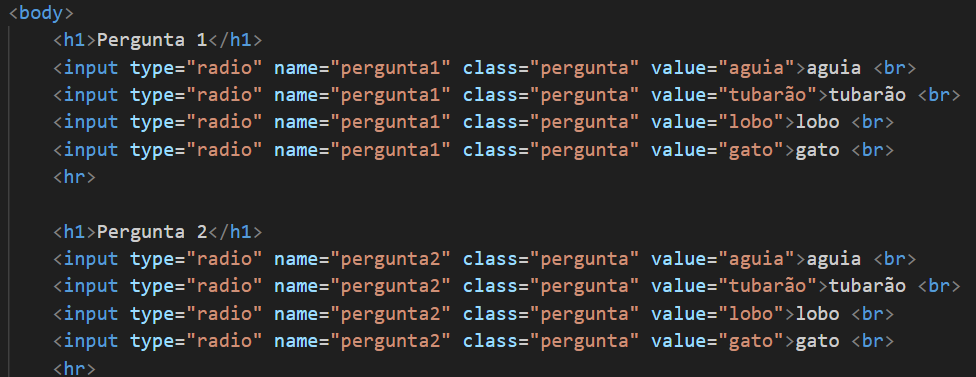 <body>
<h1>Pergunta 1</h1>
<input type="radio" name="pergunta1" class="pergunta" value="aguia">aguia <br>
<input type="radio" name="pergunta1" class="pergunta" value="tubarão">tubarão <br>
<input type="radio" name="pergunta1" class="pergunta" value="lobo">lobo <br>
<input type="radio" name="pergunta1" class="pergunta" value="gato">gato <br>
<hr>
<h1>Pergunta 2</h1>
<input type="radio" name="pergunta2" class="pergunta" value="aguia">aguia <br>
<input type="radio" name="pergunta2" class="pergunta" value="tubarão">tubarão <br>
<input type="radio" name="pergunta2" class="pergunta" value="lobo">lobo <br>
<input type="radio" name="pergunta2" class="pergunta" value="gato">gato <br>
<hr>